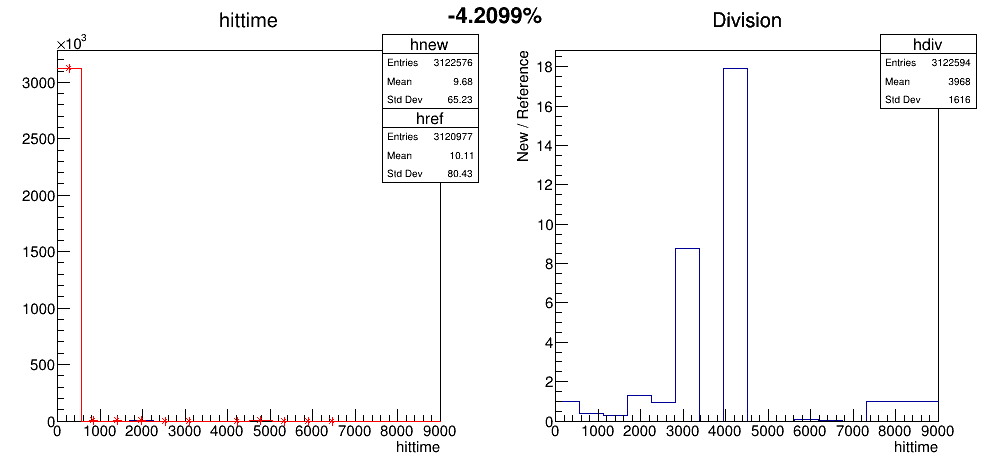 -4.2099%
hittime
×10³
hnew
Entries 3122576
Mean 9.68
Std Dev 65.23
href
Entries 3120977
Mean 10.11
Std Dev 80.43
3000
2500
2000
1500
1000
500
0
0 1000 2000 3000 4000 5000 6000 7000 8000 9000
hittime
Division
hdiv
Entries 3122594
Mean 3968
Std Dev 1616
New / Reference
18
16
14
12
10
8
6
4
2
0
0 1000 2000 3000 4000 5000 6000 7000 8000 9000
hittime